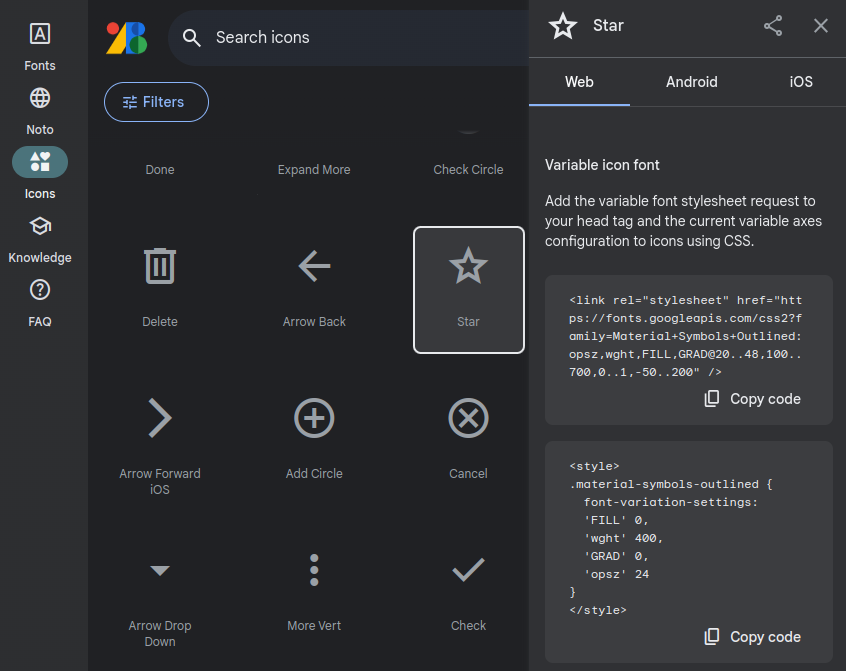 Fonts
Noto
Icons
Knowledge
FAQ
Search icons
Filters
Done
Expand More
Check Circle
Delete
Arrow Back
Star
Arrow Forward
iOS
Add Circle
Cancel
Arrow Drop
Down
More Vert
Check
Star
Web
Android
iOS
Variable icon font
Add the variable font stylesheet request to
your head tag and the current variable axes
configuration to icons using CSS.
<link rel="stylesheet" href="htt
ps://fonts.googleapis.com/css2?f
amily=Material+Symbols+Outlined:
opsz,wght,FILL,GRAD@20..48,100..
700,0..1,-50..200" />
Copy code
<style>
.material-symbols-outlined {
  font-variation-settings:
  'FILL' 0,
  'wght' 400,
  'GRAD' 0,
  'opsz' 24
}
</style>
Copy code